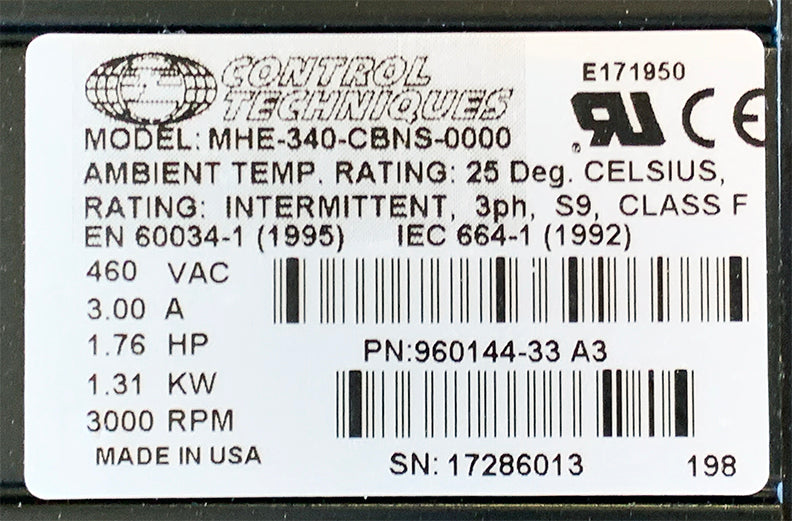 CONTROL
TECHNIQUES
E171950
MODEL: MHE-340-CBNS-0000
AMBIENT TEMP. RATING: 25 Deg. CELSIUS,
RATING: INTERMITTENT, 3ph, S9, CLASS F
EN 60034-1 (1995) IEC 664-1 (1992)
460 VAC
3.00 A
1.76 HP
PN:960144-33 A3
1.31 KW
3000 RPM
MADE IN USA
SN: 17286013 198